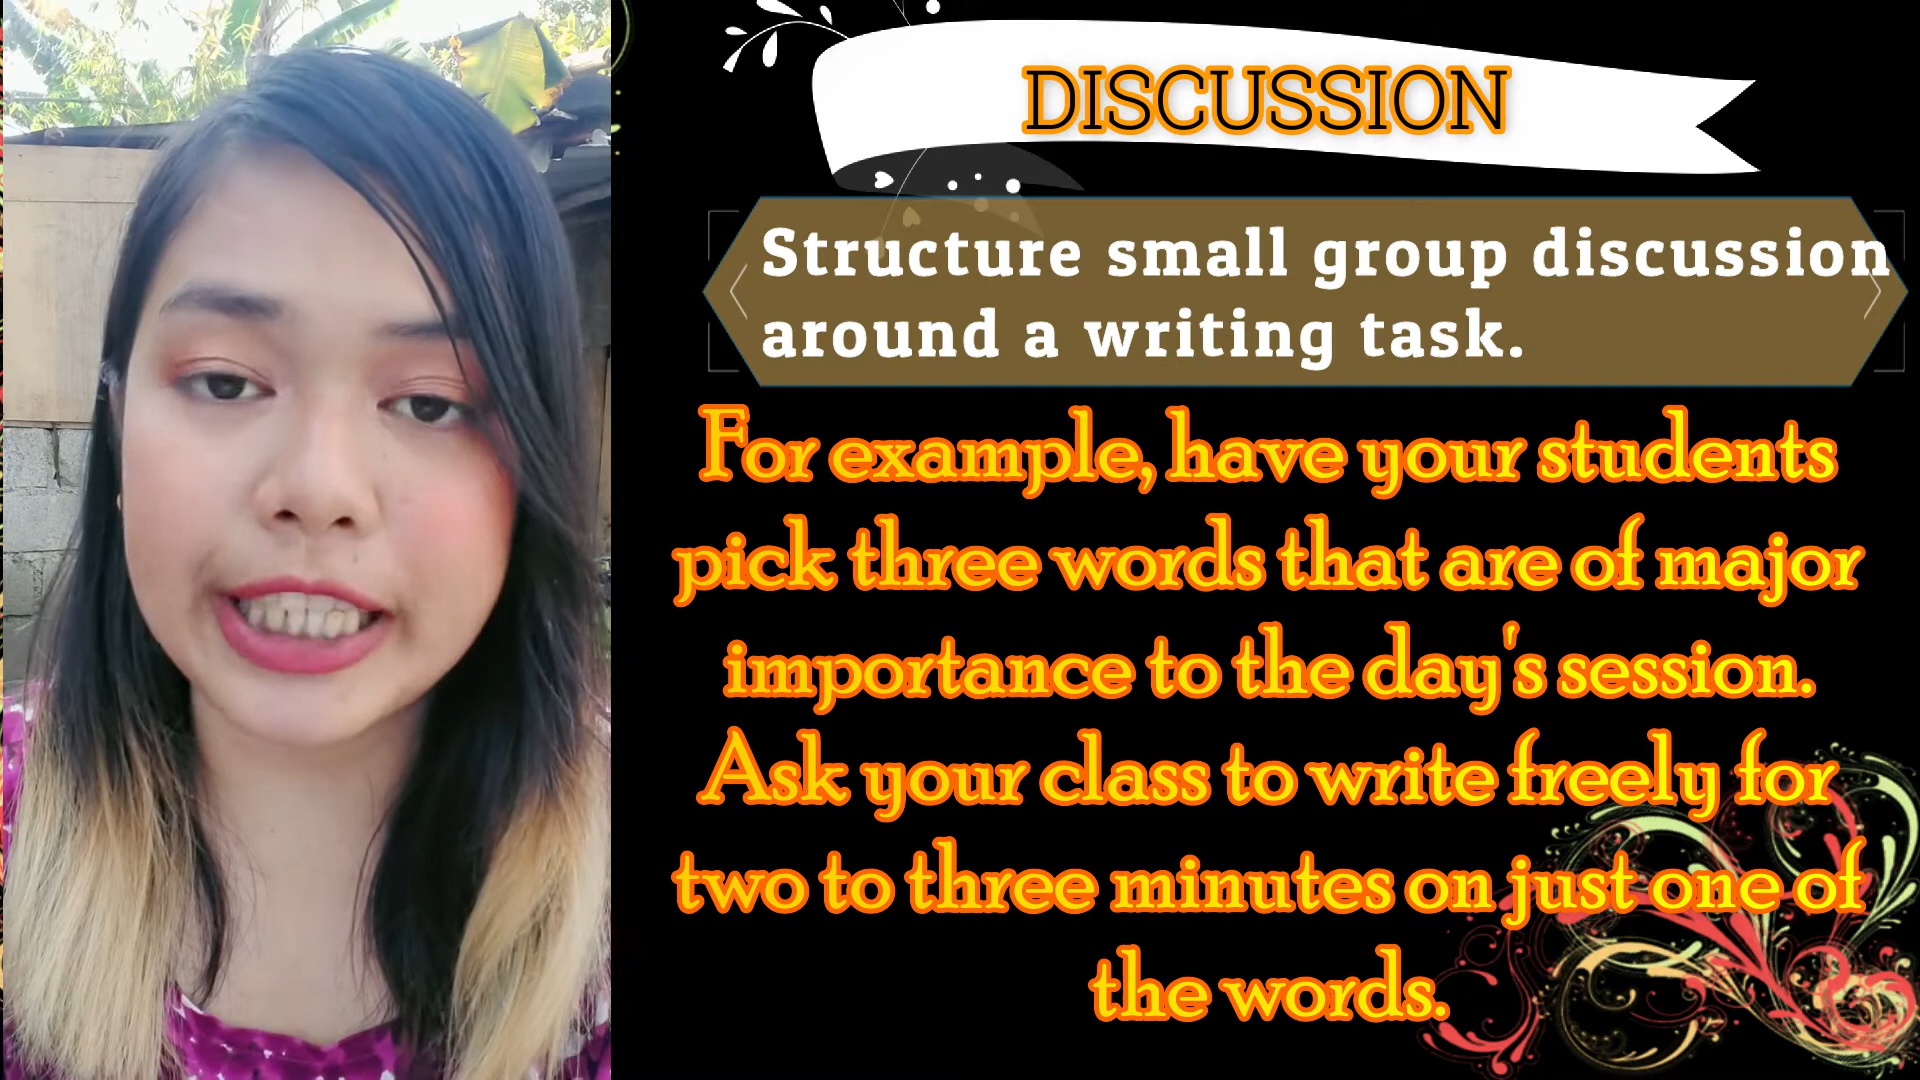 DISCUSSION
Structure small group discussion
around a writing task.
For example, have your students
pick three words that are of major
importance to the day's session.
Ask your class to write freely for
two to three minutes on just one of
the words.